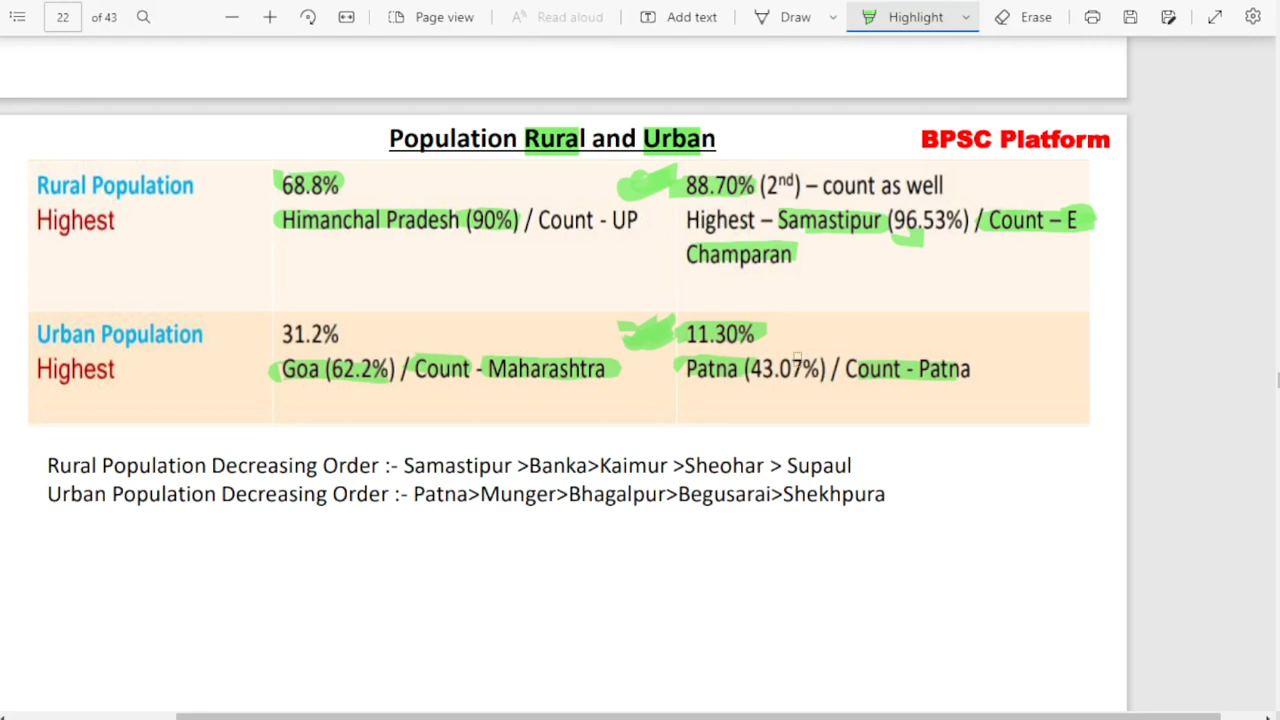 22 of 43 Page view Read aloud Add text Draw Highlight Erase
Population Rural and Urban
BPSC Platform
Rural Population 68.8% 88.70% (2nd) – count as well
Highest Himanchal Pradesh (90%) / Count - UP Highest – Samastipur (96.53%) / Count – E
Champaran
Urban Population 31.2% 11.30%
Highest Goa (62.2%) / Count - Maharashtra Patna (43.07%) / Count - Patna
Rural Population Decreasing Order :- Samastipur >Banka>Kaimur >Sheohar > Supaul
Urban Population Decreasing Order :- Patna>Munger>Bhagalpur>Begusarai>Shekhpura